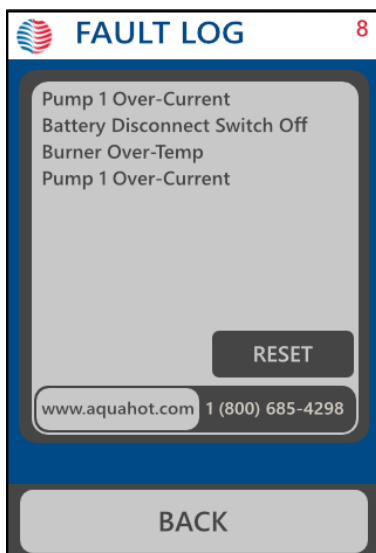 FAULT LOG 8
Pump 1 Over-Current
Battery Disconnect Switch Off
Burner Over-Temp
Pump 1 Over-Current
RESET
www.aquahot.com 1 (800) 685-4298
BACK